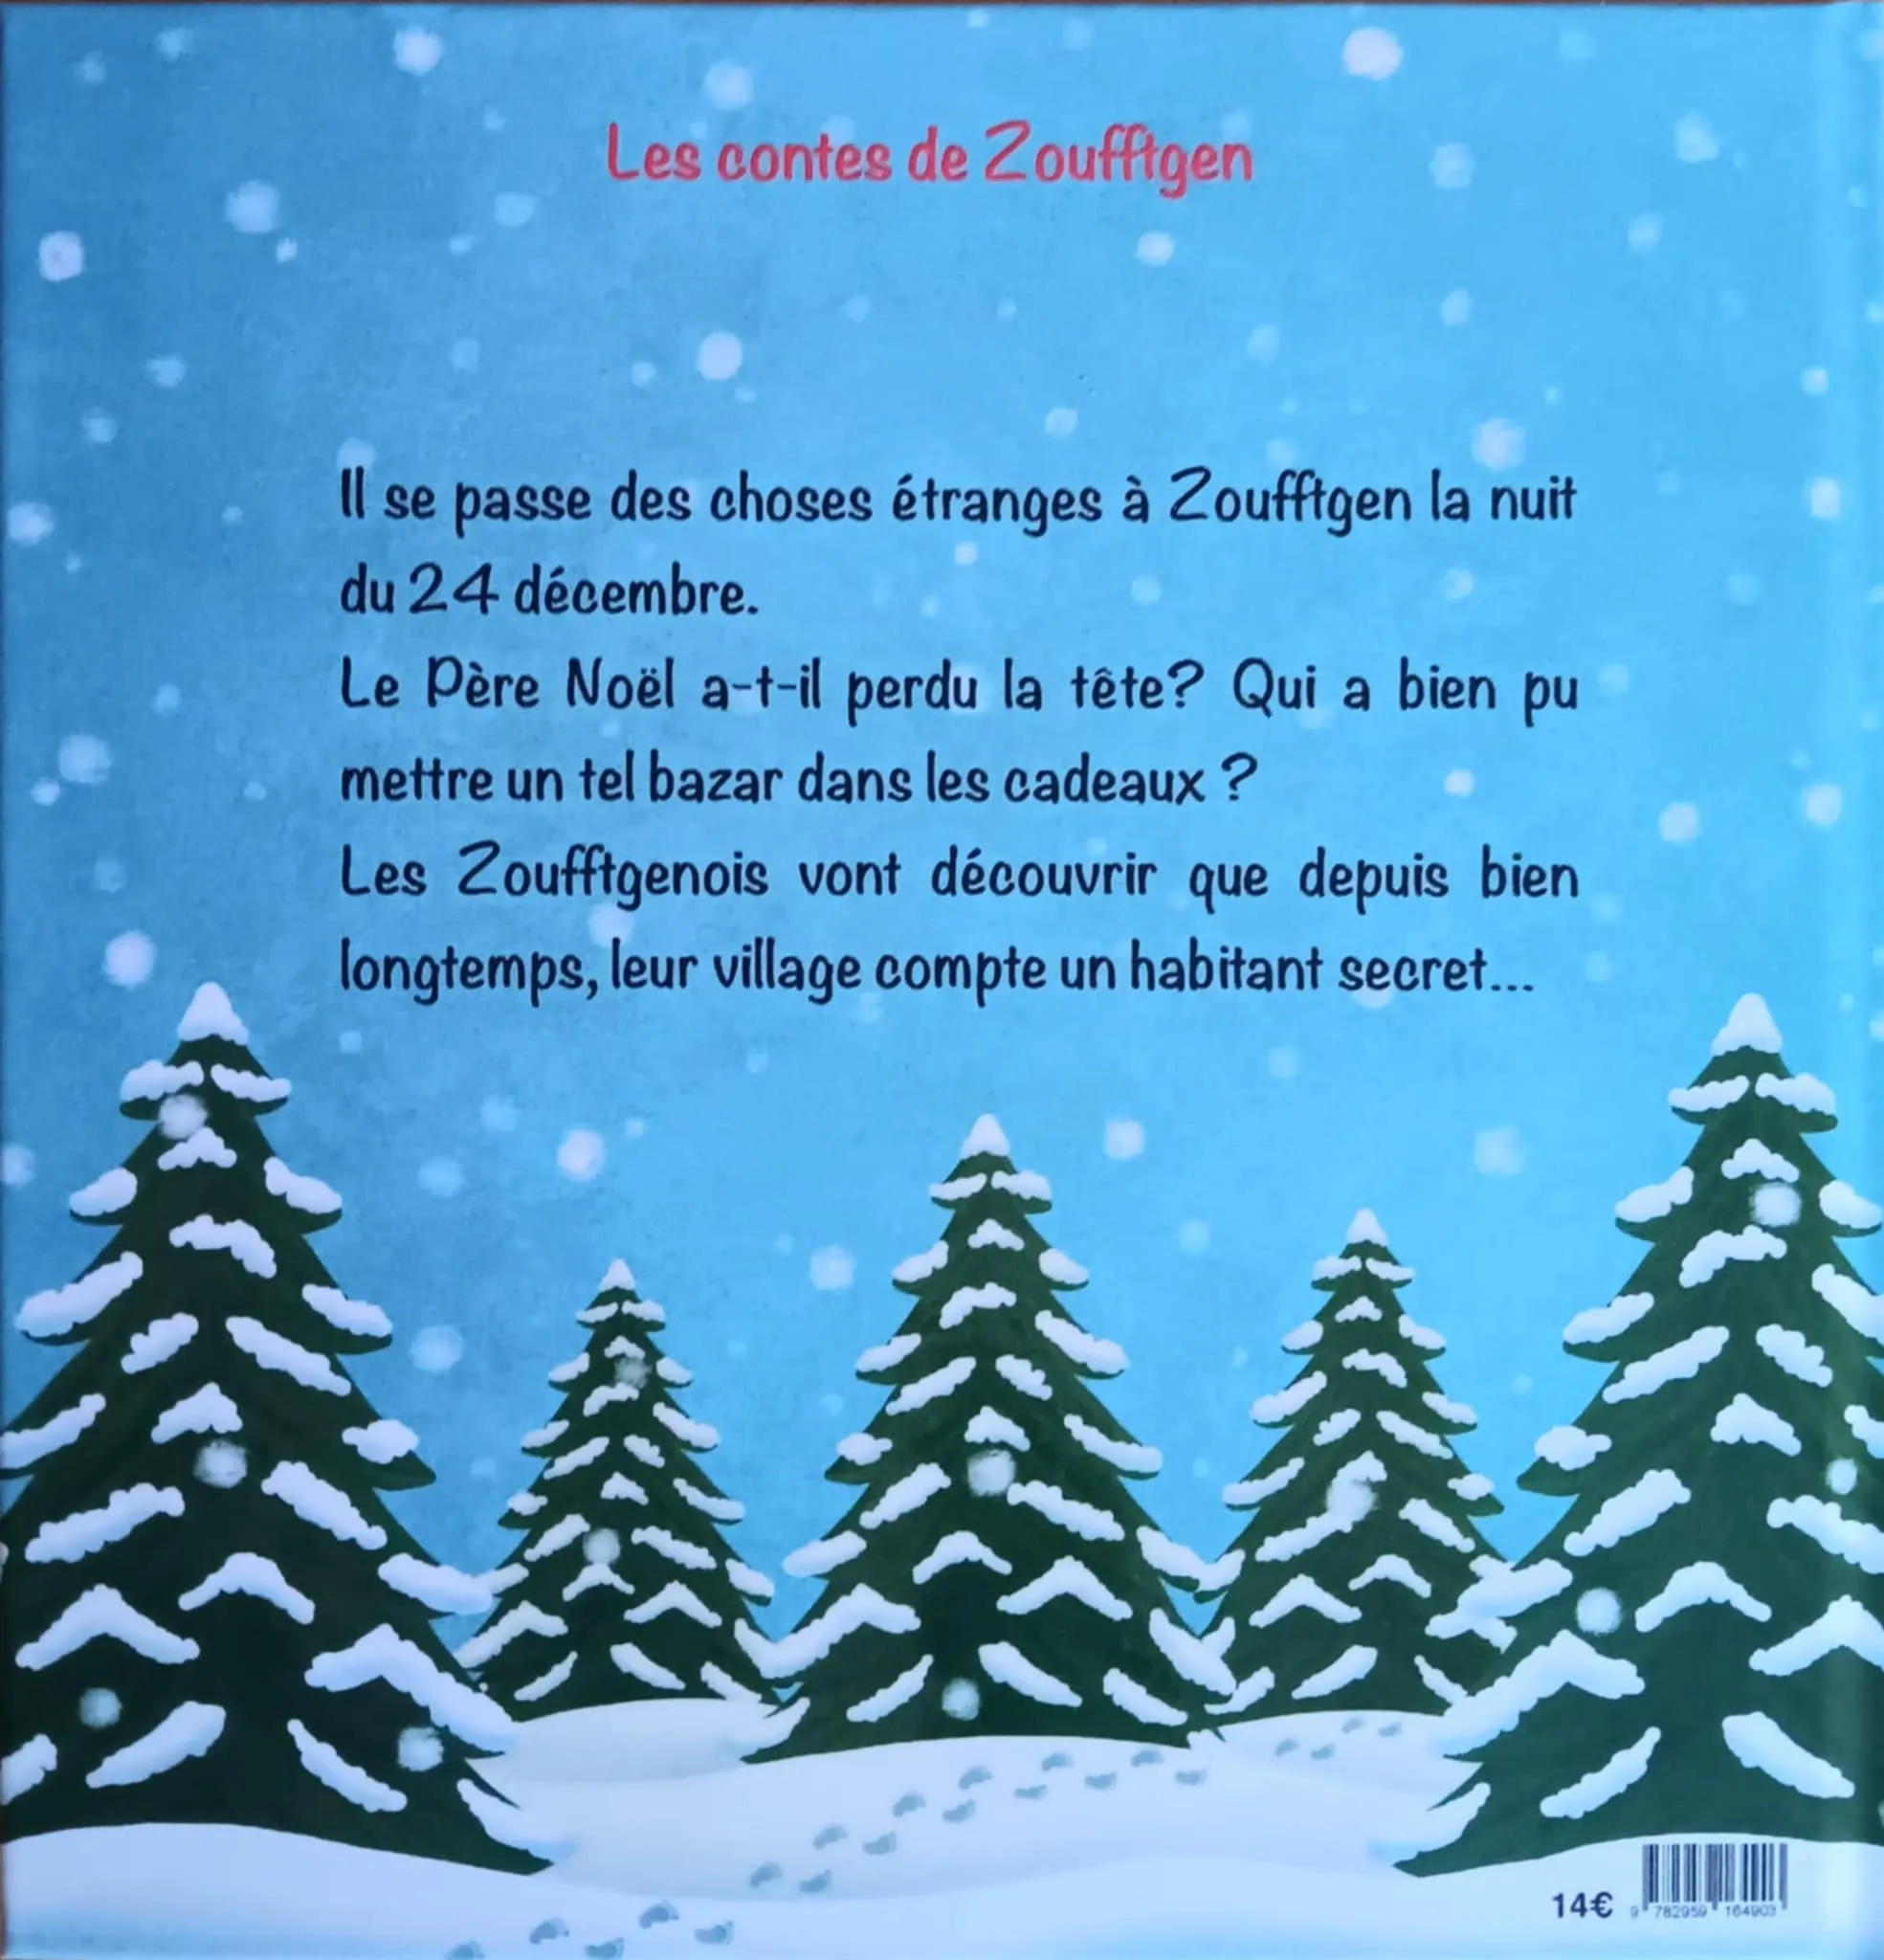 Les contes de Zoufftgen
Il se passe des choses étranges à Zoufftgen la nuit
du 24 décembre.
Le Père Noël a-t-il perdu la tête? Qui a bien pu
mettre un tel bazar dans les cadeaux ?
Les Zoufftgenois vont découvrir que depuis bien
longtemps, leur village compte un habitant secret...
14€
9 782959 164903